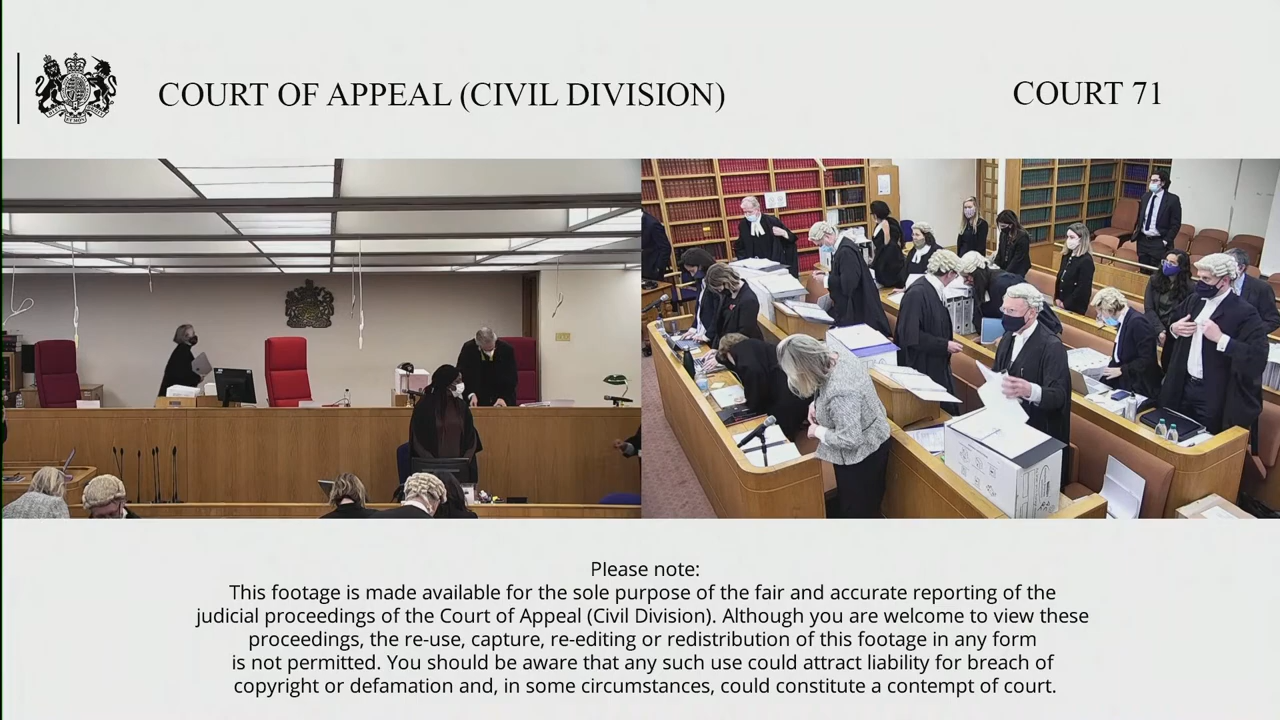 COURT OF APPEAL (CIVIL DIVISION)
COURT 71
Please note:
This footage is made available for the sole purpose of the fair and accurate reporting of the
judicial proceedings of the Court of Appeal (Civil Division). Although you are welcome to view these
proceedings, the re-use, capture, re-editing or redistribution of this footage in any form
is not permitted. You should be aware that any such use could attract liability for breach of
copyright or defamation and, in some circumstances, could constitute a contempt of court.